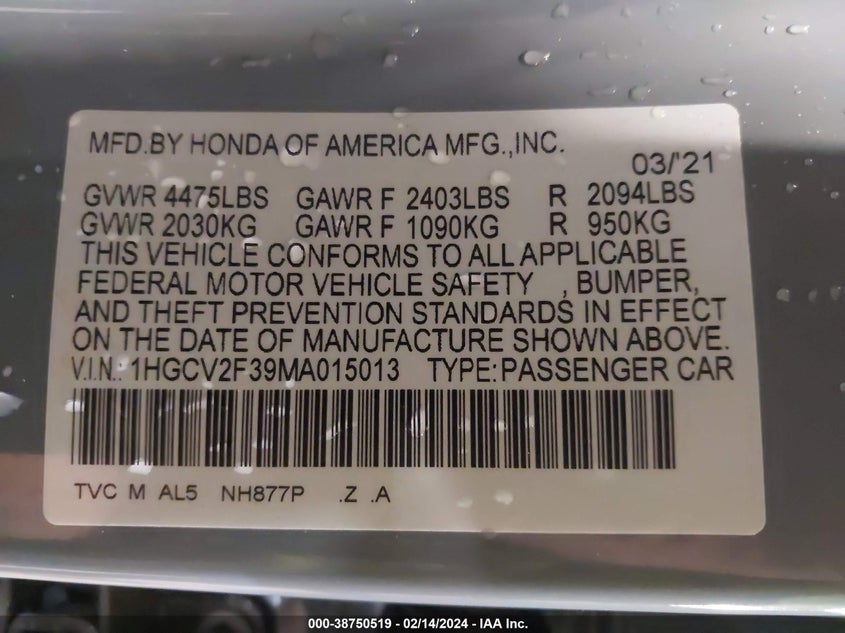 MFD.BY HONDA OF AMERICA MFG.,INC.
03/'21
GVWR 4475LBS GAWR F 2403LBS R 2094LBS
GVWR 2030KG GAWR F 1090KG R 950KG
THIS VEHICLE CONFORMS TO ALL APPLICABLE
FEDERAL MOTOR VEHICLE SAFETY , BUMPER,
AND THEFT PREVENTION STANDARDS IN EFFECT
ON THE DATE OF MANUFACTURE SHOWN ABOVE.
V.I.N.: 1HGCV2F39MA015013 TYPE:PASSENGER CAR
TVC M AL5 NH877P .Z .A
000-38750519 - 02/14/2024 - IAA Inc.